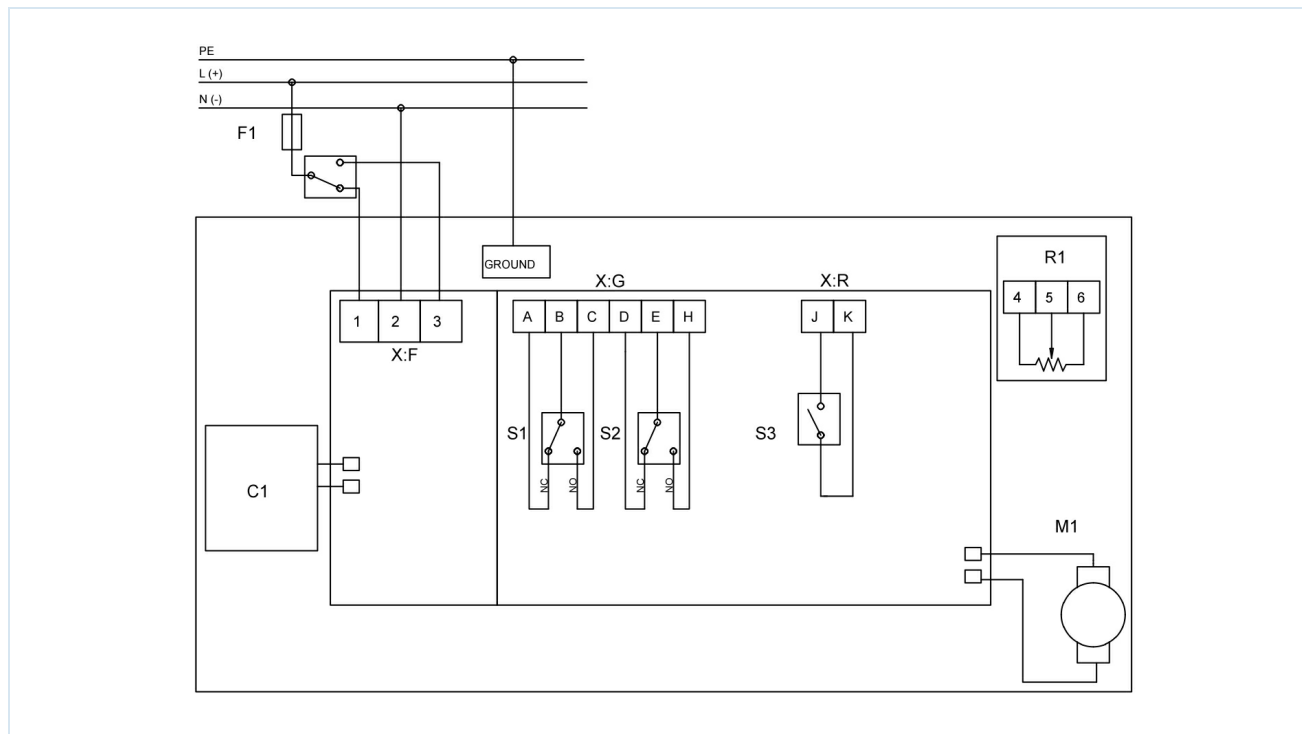 PE
L (+)
N (-)
F1
GROUND
X:G
X:R
R1
4 5 6
1 2 3
A B C D E H
J K
X:F
S1
S2
S3
NC
NO
NC
NO
C1
M1